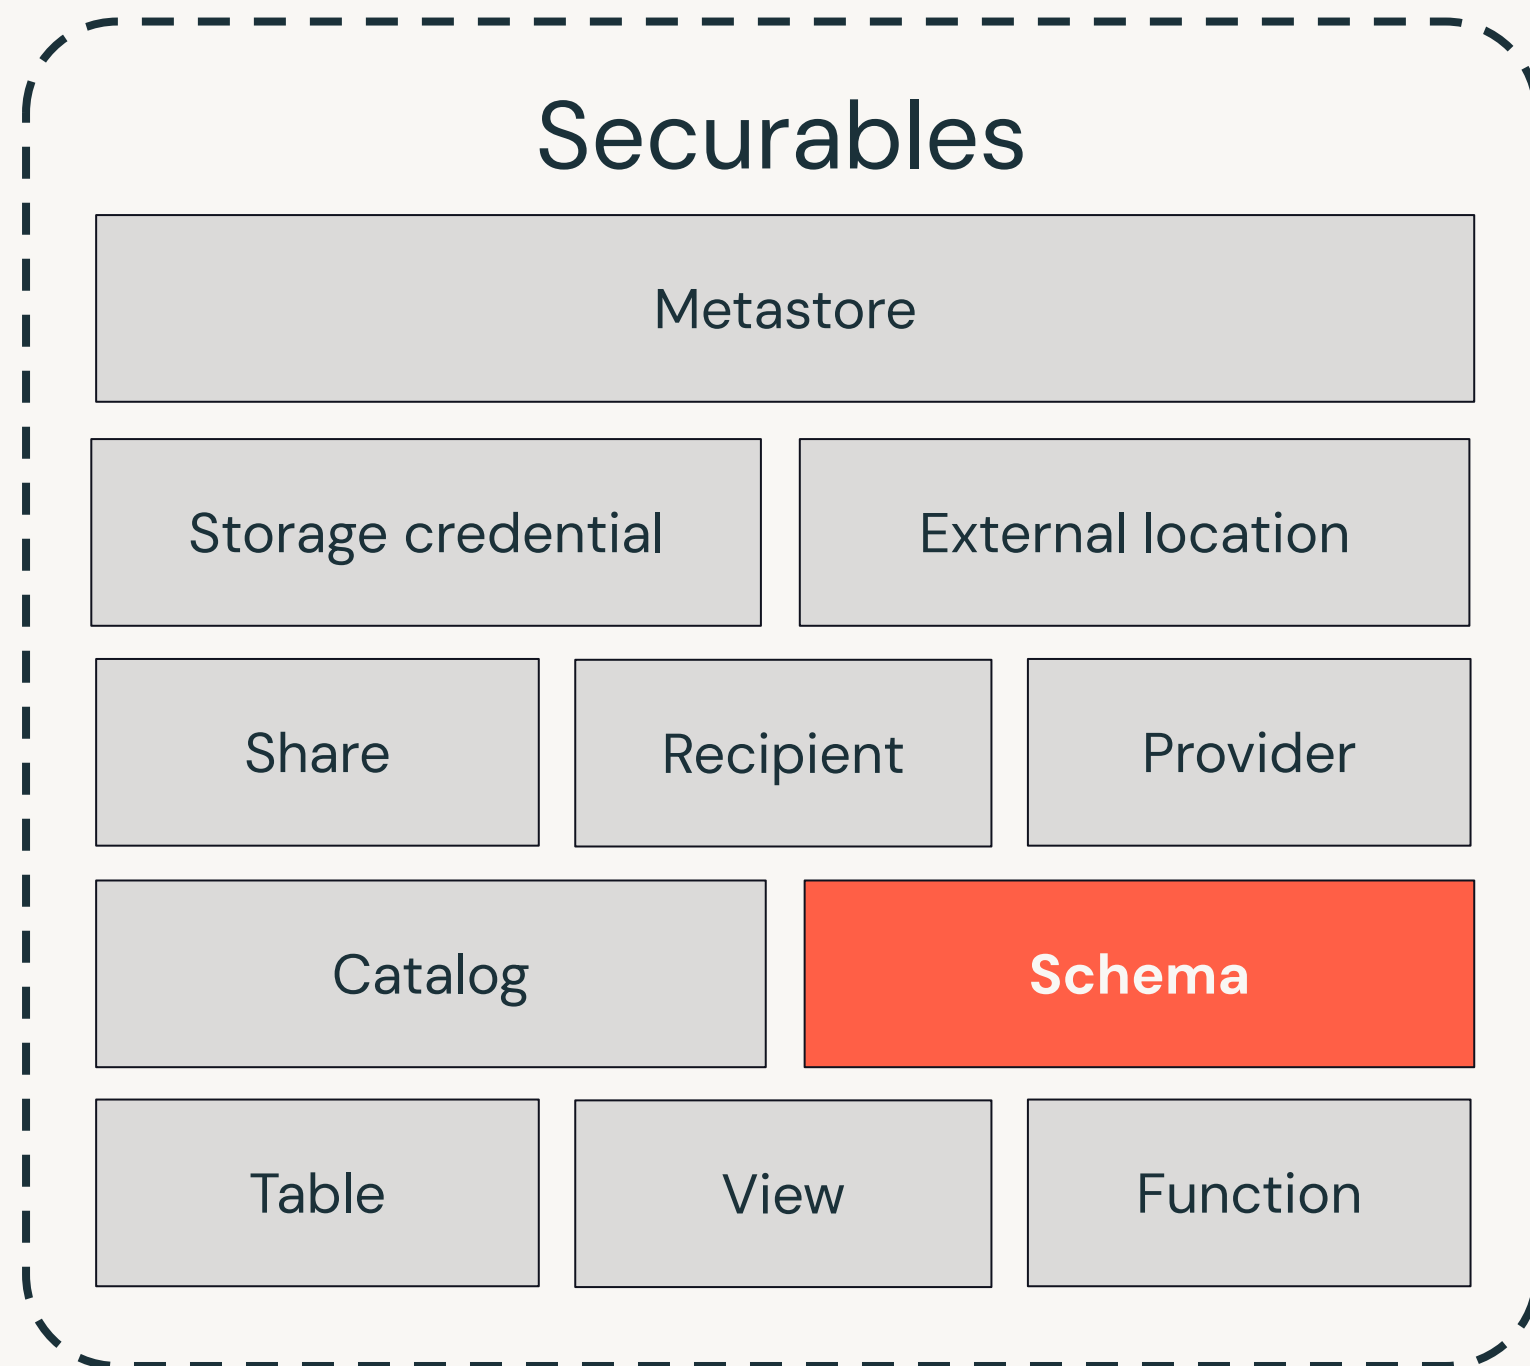 Securables
Metastore
Storage credential
External location
Share
Recipient
Provider
Catalog
Schema
Table
View
Function